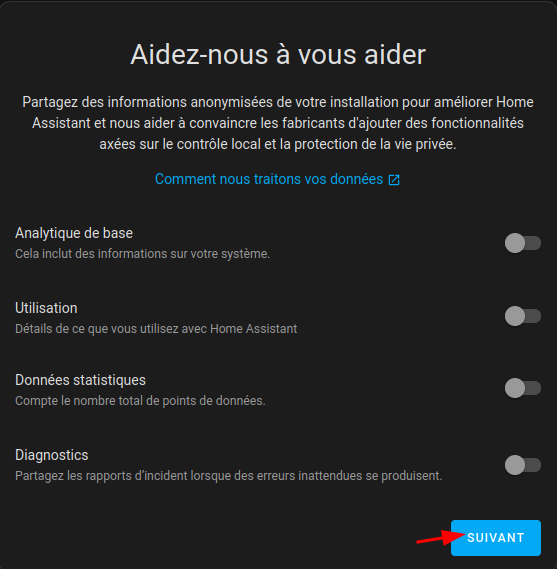 Aidez-nous à vous aider
Partagez des informations anonymisées de votre installation pour améliorer Home
Assistant et nous aider à convaincre les fabricants d'ajouter des fonctionnalités
axées sur le contrôle local et la protection de la vie privée.
Comment nous traitons vos données
Analytique de base
Cela inclut des informations sur votre système.
Utilisation
Détails de ce que vous utilisez avec Home Assistant
Données statistiques
Compte le nombre total de points de données.
Diagnostics
Partagez les rapports d’incident lorsque des erreurs inattendues se produisent.
SUIVANT